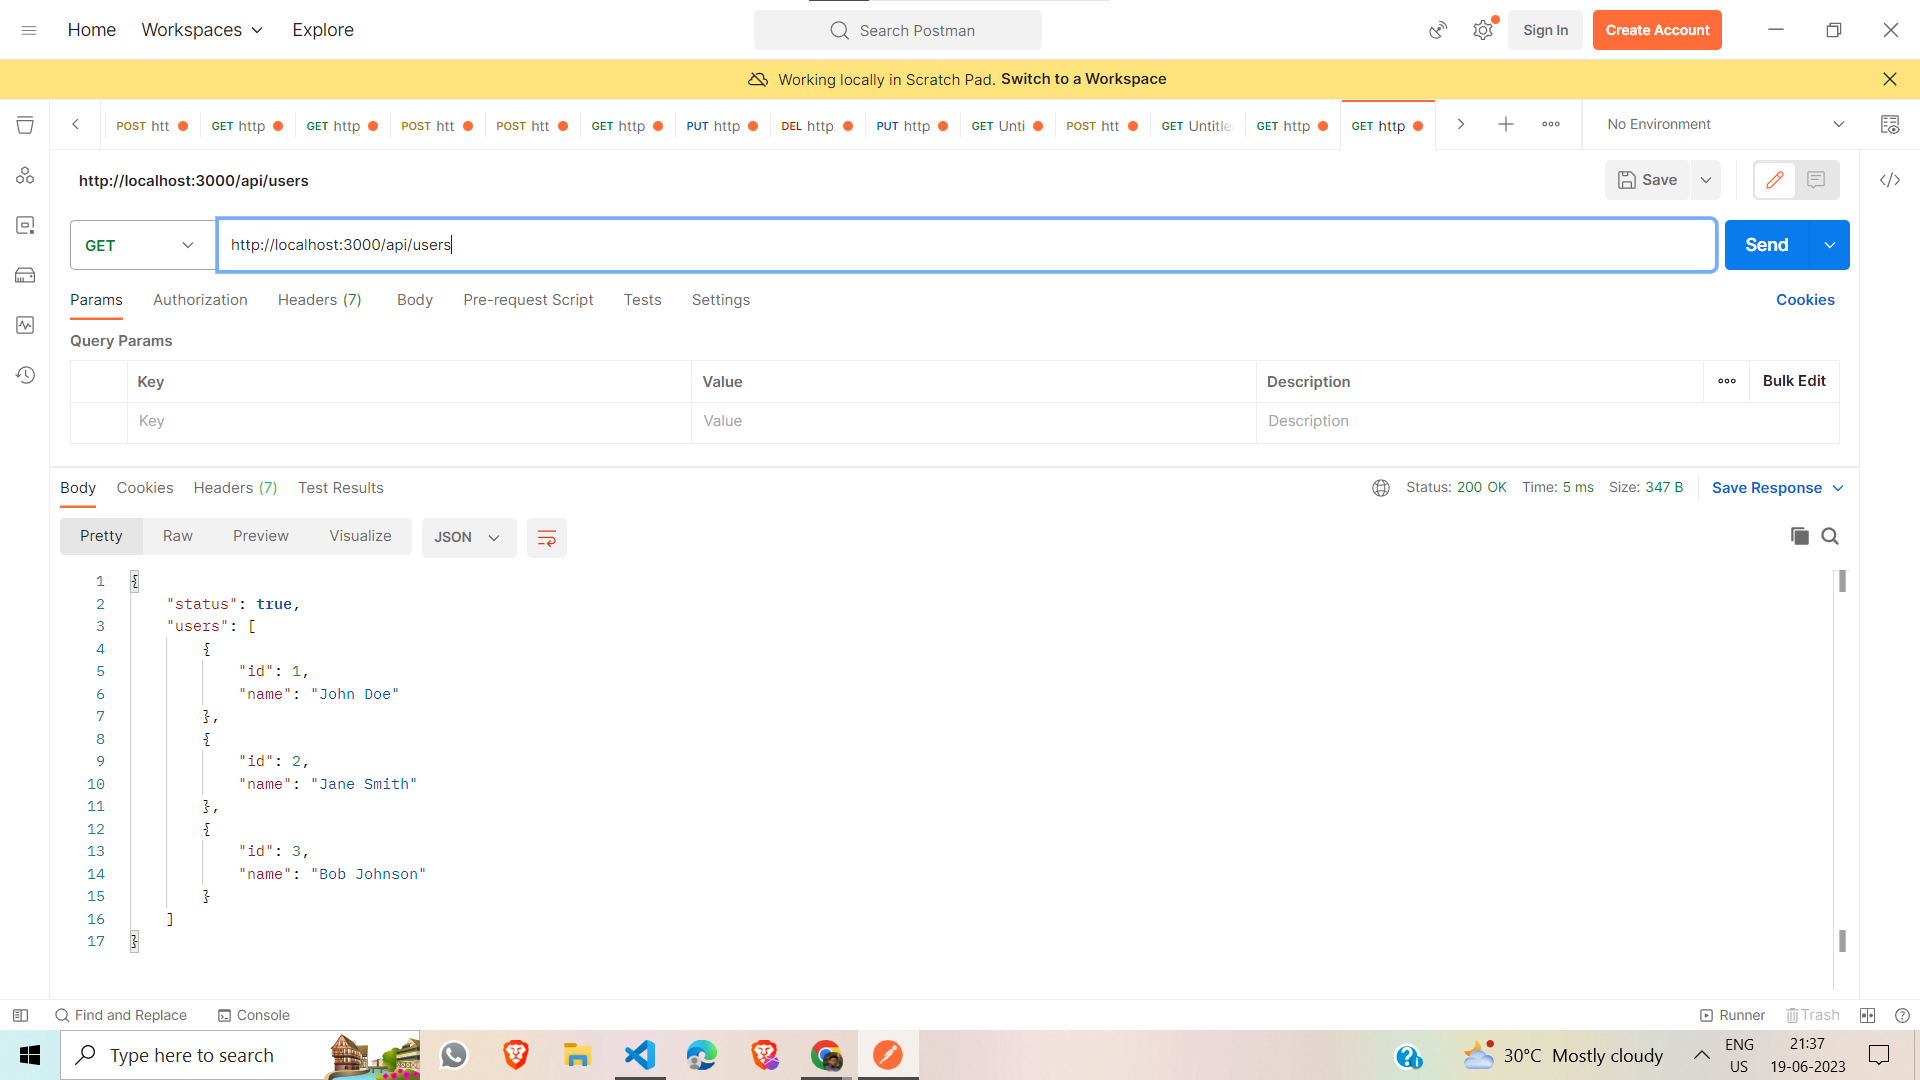 Home Workspaces Explore Search Postman Sign In Create Account
Working locally in Scratch Pad. Switch to a Workspace
POST htt GET http GET http POST htt POST htt GET http PUT http DEL http PUT http GET Unti POST htt GET Untitle GET http GET http No Environment
http://localhost:3000/api/users Save
GET http://localhost:3000/api/users Send
Params Authorization Headers (7) Body Pre-request Script Tests Settings Cookies
Query Params
Key Value Description Bulk Edit
Key Value Description
Body Cookies Headers (7) Test Results Status: 200 OK Time: 5 ms Size: 347 B Save Response
Pretty Raw Preview Visualize JSON
1 {
2 "status": true,
3 "users": [
4 {
5 "id": 1,
6 "name": "John Doe"
7 },
8 {
9 "id": 2,
10 "name": "Jane Smith"
11 },
12 {
13 "id": 3,
14 "name": "Bob Johnson"
15 }
16 ]
17 }
Find and Replace Console Runner Trash
Type here to search 30°C Mostly cloudy ENG 21:37
US 19-06-2023